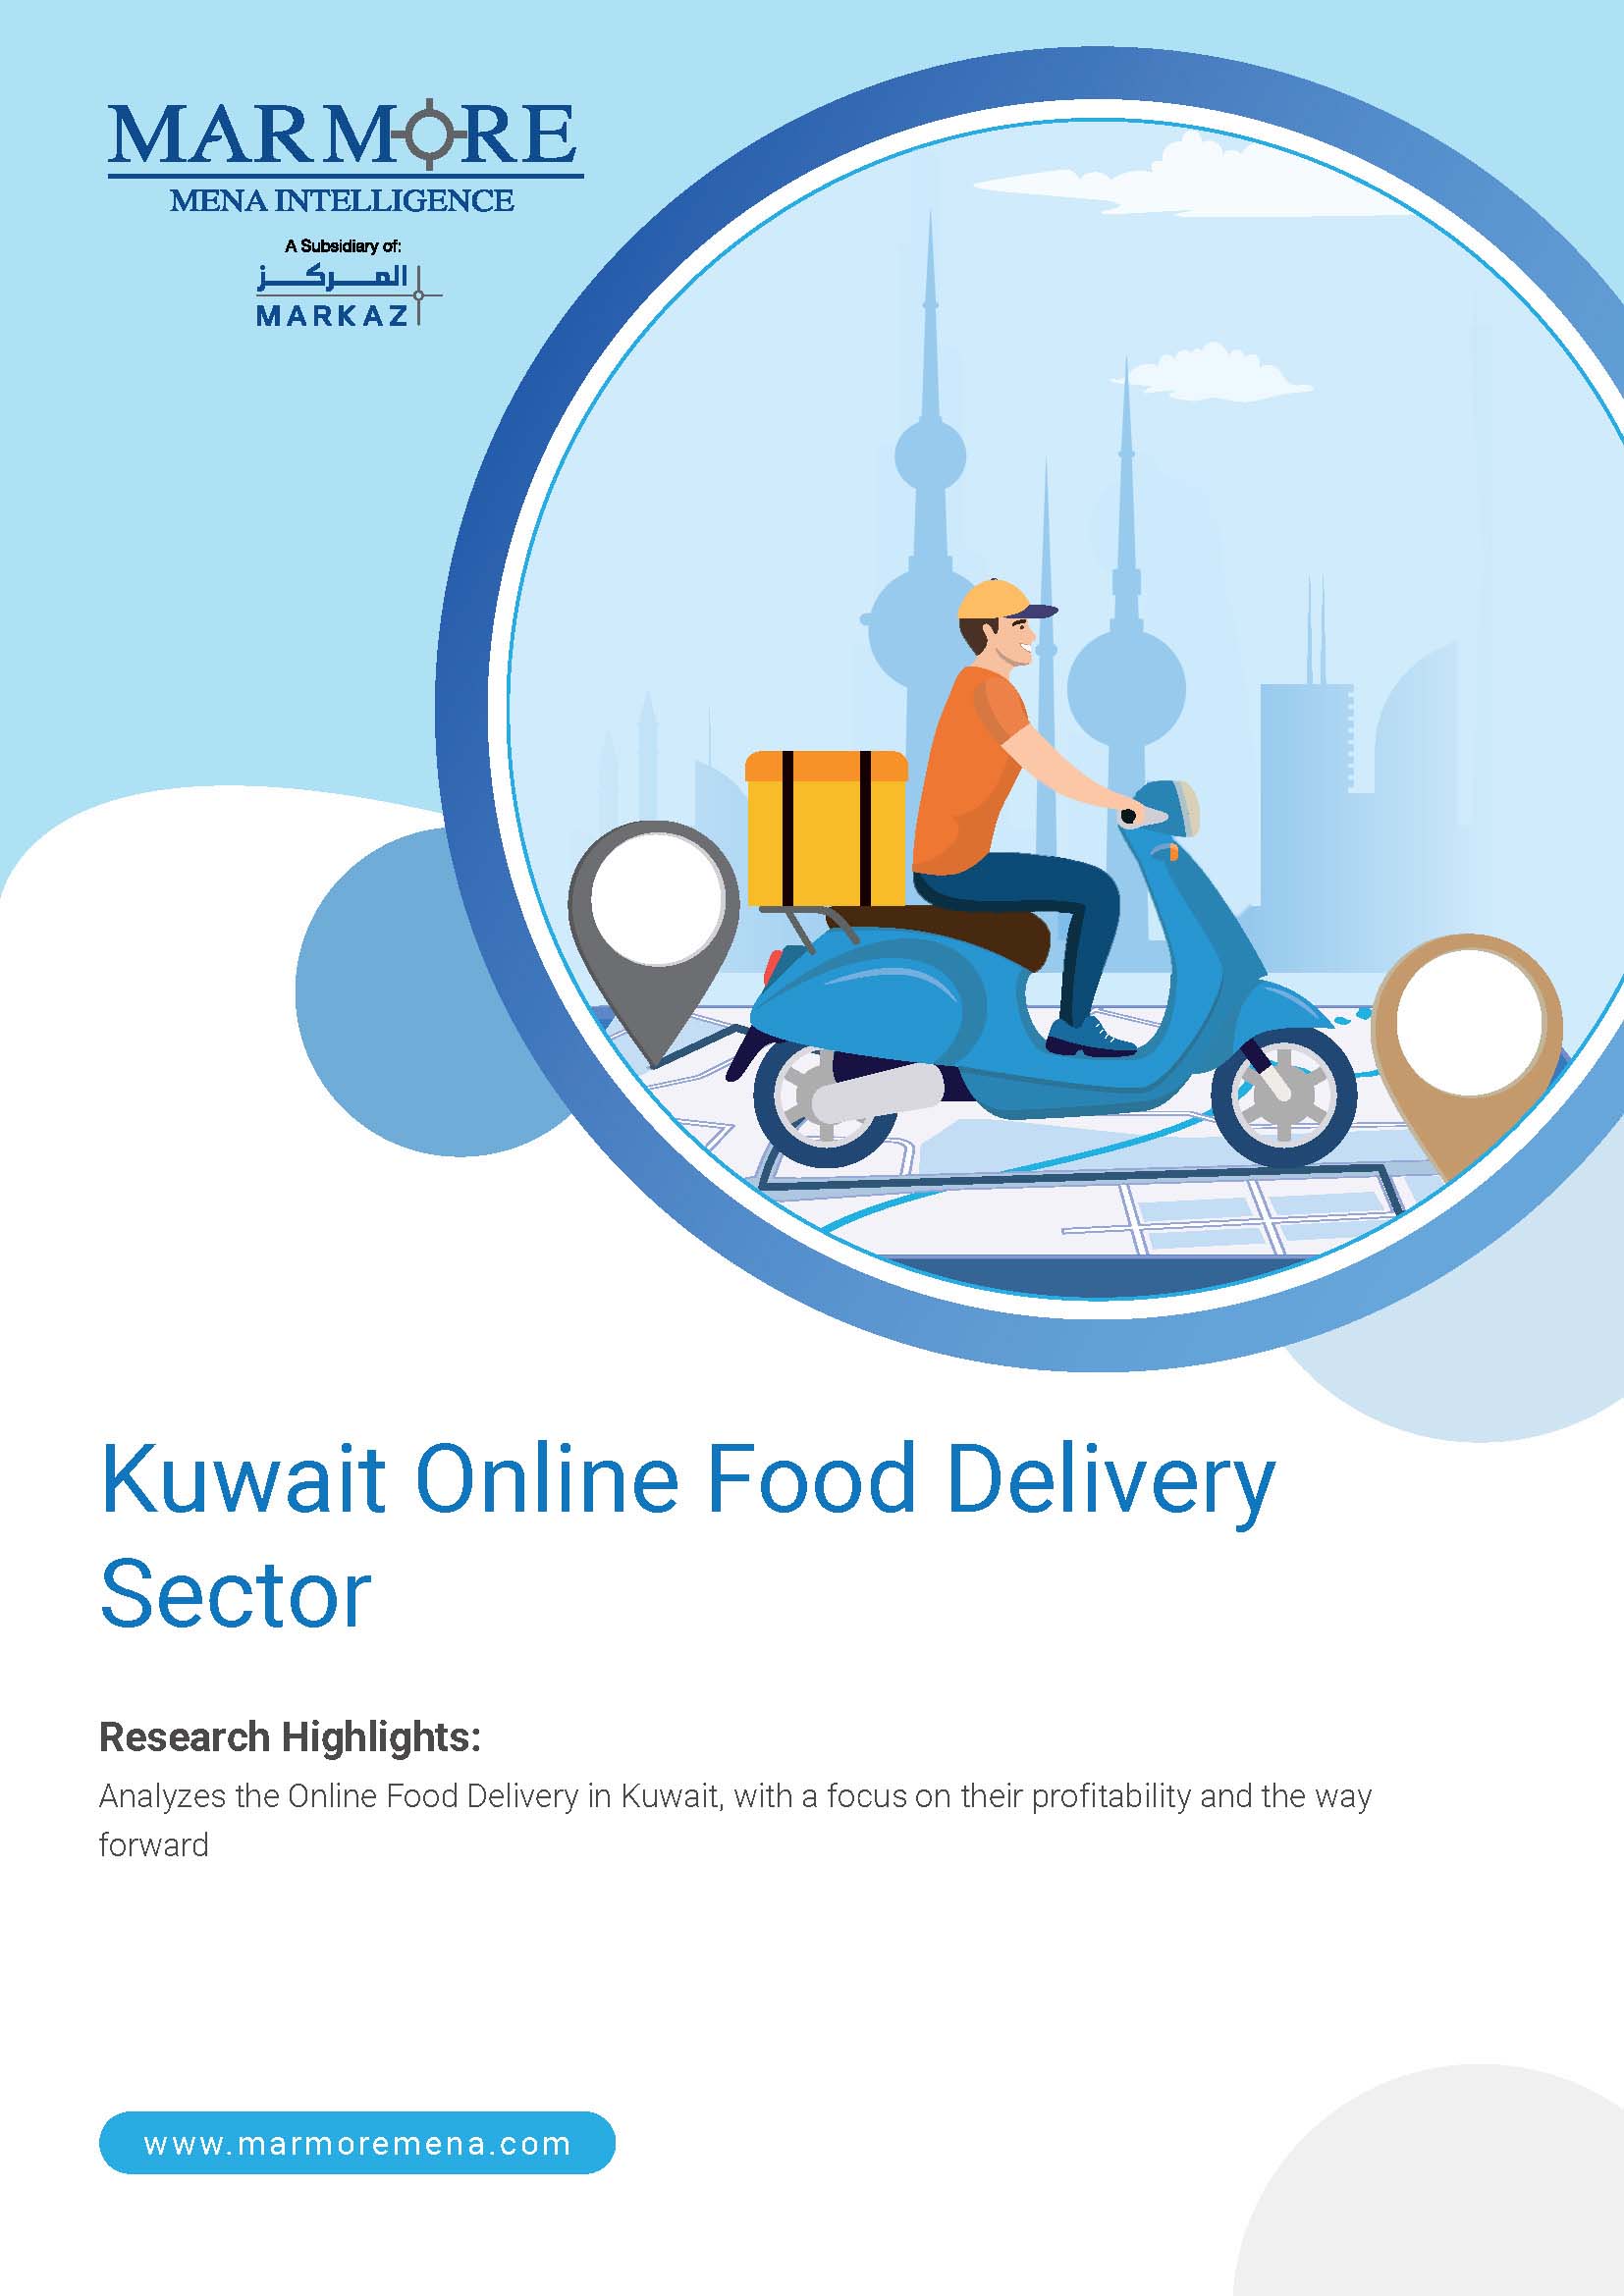 MARMORE
MENA INTELLIGENCE
A Subsidiary of:
المركز
MARKAZ
Kuwait Online Food Delivery
Sector
Research Highlights:
Analyzes the Online Food Delivery in Kuwait, with a focus on their profitability and the way
forward
www.marmoremena.com